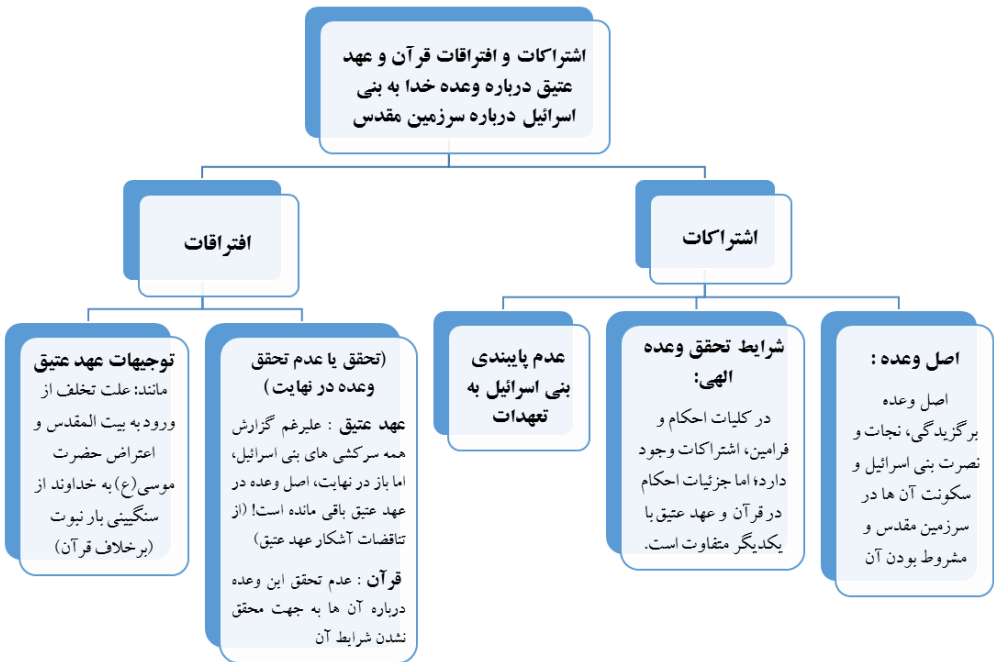 اشتراکات و افتراقات قرآن و عهد
عتیق درباره وعده خدا به بنی
اسرائیل درباره سرزمین مقدس
اشتراکات
افتراقات
اصل وعده :
اصل وعده
برگزیدگی، نجات و
نصرت بنی اسرائیل و
سکونت آن ها در
سرزمین مقدس و
مشروط بودن آن
شرایط تحقق وعده
الهی:
در کلیات احکام و
فرامین، اشتراکات وجود
دارد؛ اما جزئیات احکام
در قرآن و عهد عتیق با
یکدیگر متفاوت است.
عدم پایبندی
بنی اسرائیل به
تعهدات
(تحقق یا عدم تحقق
وعده در نهایت)
عهد عتیق : علیرغم گزارش
همه سرکشی های بنی اسرائیل،
اما باز در نهایت، اصل وعده در
عهد عتیق باقی مانده است! (از
تناقضات آشکار عهد عتیق)
قرآن : عدم تحقق این وعده
درباره آن ها به جهت محقق
نشدن شرایط آن
توجیهات عهد عتیق
مانند: علت تخلف از
ورود به بیت المقدس و
اعتراض حضرت
موسی(ع) به خداوند از
سنگیینی بار نبوت
(برخلاف قرآن)